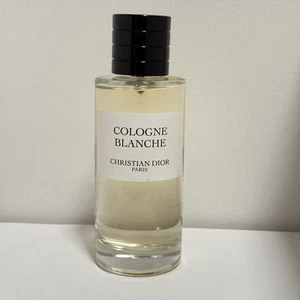 COLOGNE
BLANCHE
CHRISTIAN DIOR
PARIS